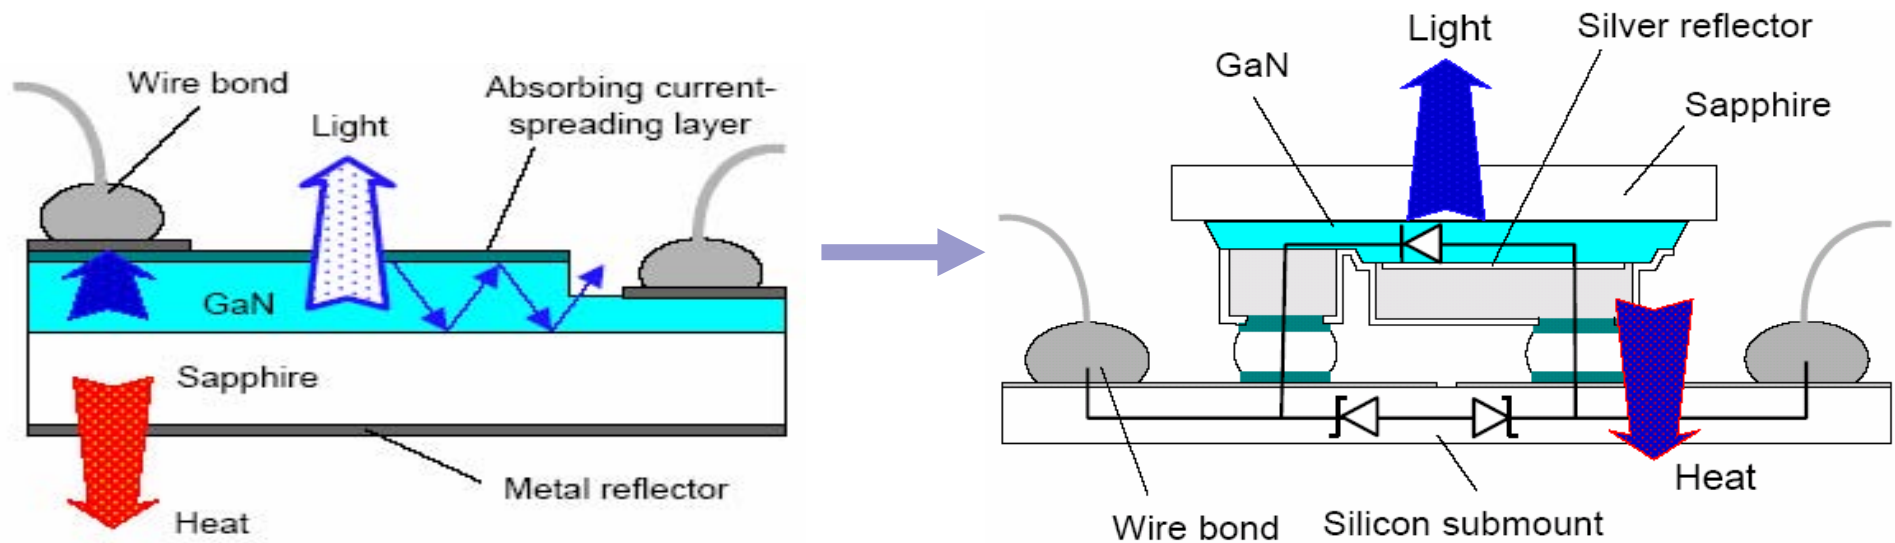 Wire bond
Light
Absorbing current-
spreading layer
GaN
Sapphire
Metal reflector
Heat
Light
Silver reflector
GaN
Sapphire
Heat
Wire bond
Silicon submount